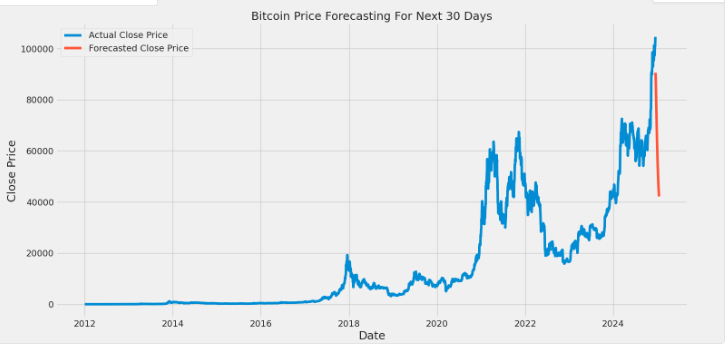 Bitcoin Price Forecasting For Next 30 Days
Actual Close Price
Forecasted Close Price
100000
80000
60000
40000
20000
0
Close Price
2012 2014 2016 2018 2020 2022 2024
Date